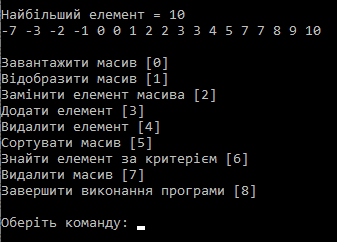 Найбільший елемент = 10
-7 -3 -2 -1 0 0 1 2 2 3 3 4 5 7 7 8 9 10
Завантажити масив [0]
Відобразити масив [1]
Замінити елемент масива [2]
Додати елемент [3]
Видалити елемент [4]
Сортувати масив [5]
Знайти елемент за критерієм [6]
Видалити масив [7]
Завершити виконання програми [8]
Оберіть команду: